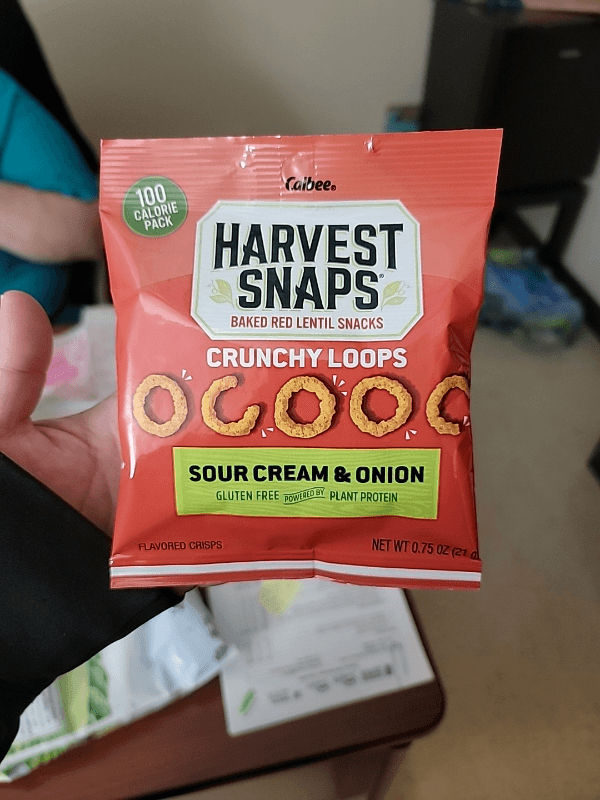 Calbee®
100
CALORIE
PACK
HARVEST
SNAPS®
BAKED RED LENTIL SNACKS
CRUNCHY LOOPS
SOUR CREAM & ONION
GLUTEN FREE POWERED BY PLANT PROTEIN
FLAVORED CRISPS
NET WT 0.75 OZ (21 g)